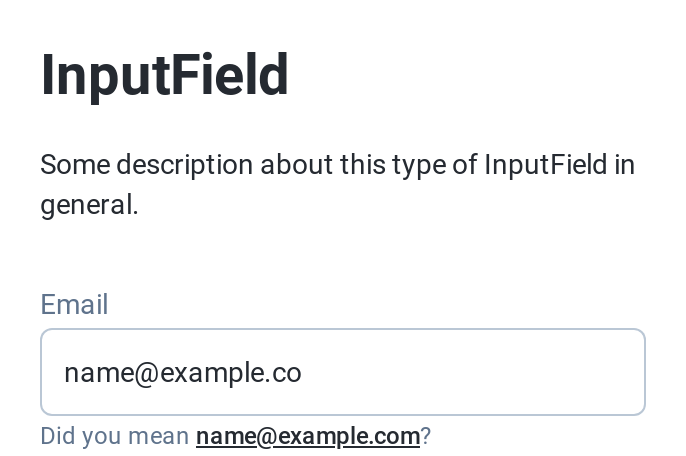 InputField
Some description about this type of InputField in
general.
Email
name@example.co
Did you mean name@example.com?